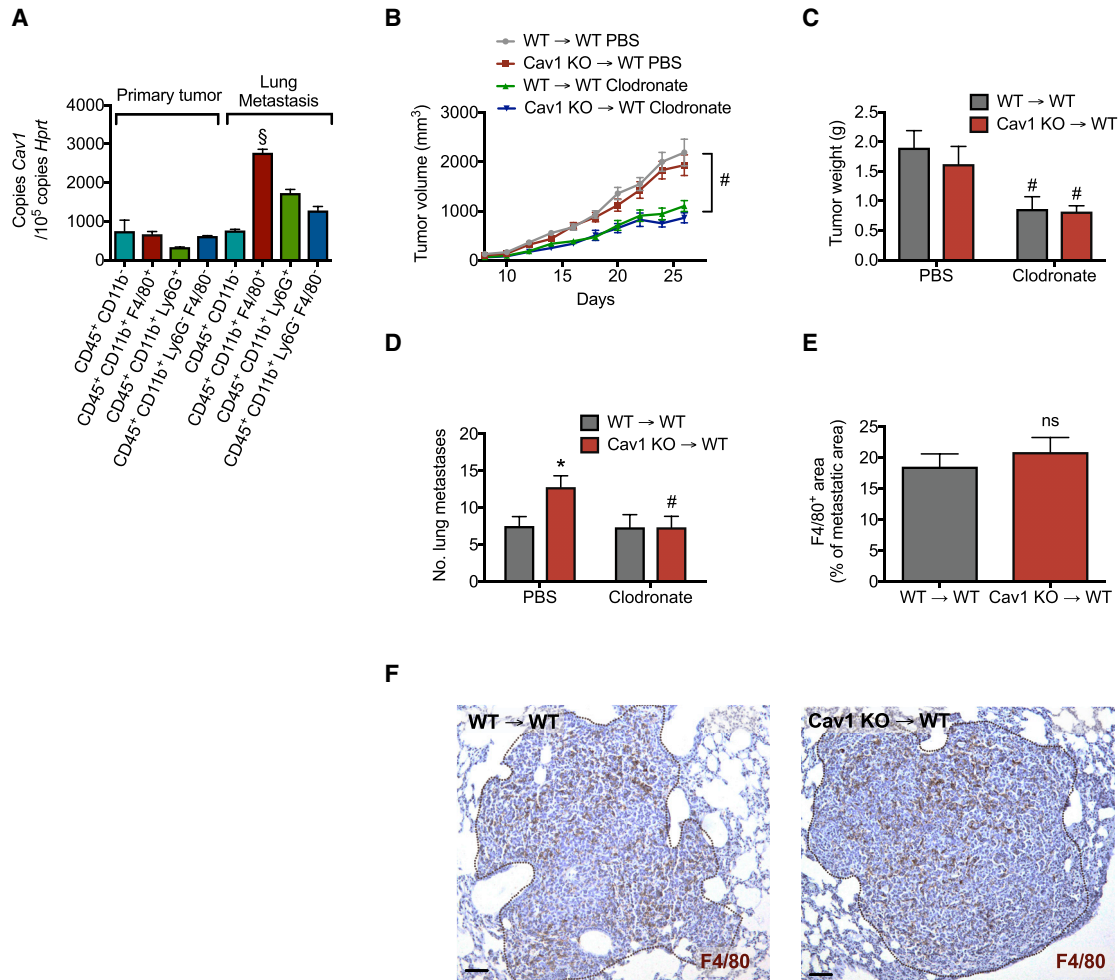 A
Primary tumor
Lung
Metastasis
Copies Cav1
/10⁵ copies Hprt
4000
3000
2000
1000
0
§
CD45⁺ CD11b⁻
CD45⁺ CD11b⁺ F4/80⁺
CD45⁺ CD11b⁺ Ly6G⁺
CD45⁺ CD11b⁺ Ly6G⁻ F4/80⁻
CD45⁺ CD11b⁻
CD45⁺ CD11b⁺ F4/80⁺
CD45⁺ CD11b⁺ Ly6G⁺
CD45⁺ CD11b⁺ Ly6G⁻ F4/80⁻
B
WT → WT PBS
Cav1 KO → WT PBS
WT → WT Clodronate
Cav1 KO → WT Clodronate
Tumor volume (mm³)
3000
2000
1000
0
10 15 20 25
Days
#
C
WT → WT
Cav1 KO → WT
Tumor weight (g)
2.5
2.0
1.5
1.0
0.5
0.0
# #
PBS Clodronate
D
WT → WT
Cav1 KO → WT
No. lung metastases
20
15
10
5
0
* #
PBS Clodronate
E
F4/80⁺ area
(% of metastatic area)
25
20
15
10
5
0
ns
WT → WT Cav1 KO → WT
F
WT → WT
F4/80
Cav1 KO → WT
F4/80